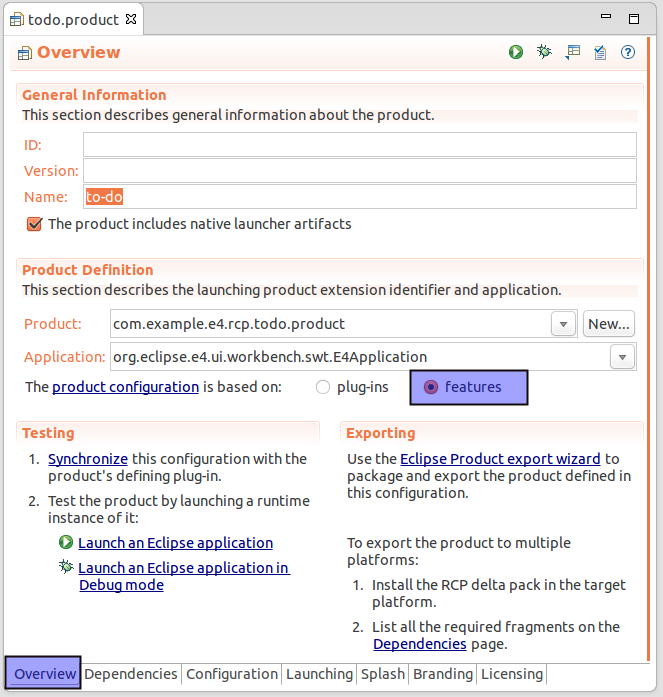 todo.product
Overview
General Information
This section describes general information about the product.
ID:
Version:
Name: to-do
The product includes native launcher artifacts
Product Definition
This section describes the launching product extension identifier and application.
Product: com.example.e4.rcp.todo.product New...
Application: org.eclipse.e4.ui.workbench.swt.E4Application
The product configuration is based on: plug-ins features
Testing
1. Synchronize this configuration with the
product's defining plug-in.
2. Test the product by launching a runtime
instance of it:
Launch an Eclipse application
Launch an Eclipse application in
Debug mode
Exporting
Use the Eclipse Product export wizard to
package and export the product defined in
this configuration.
To export the product to multiple
platforms:
1. Install the RCP delta pack in the target
platform.
2. List all the required fragments on the
Dependencies page.
Overview Dependencies Configuration Launching Splash Branding Licensing